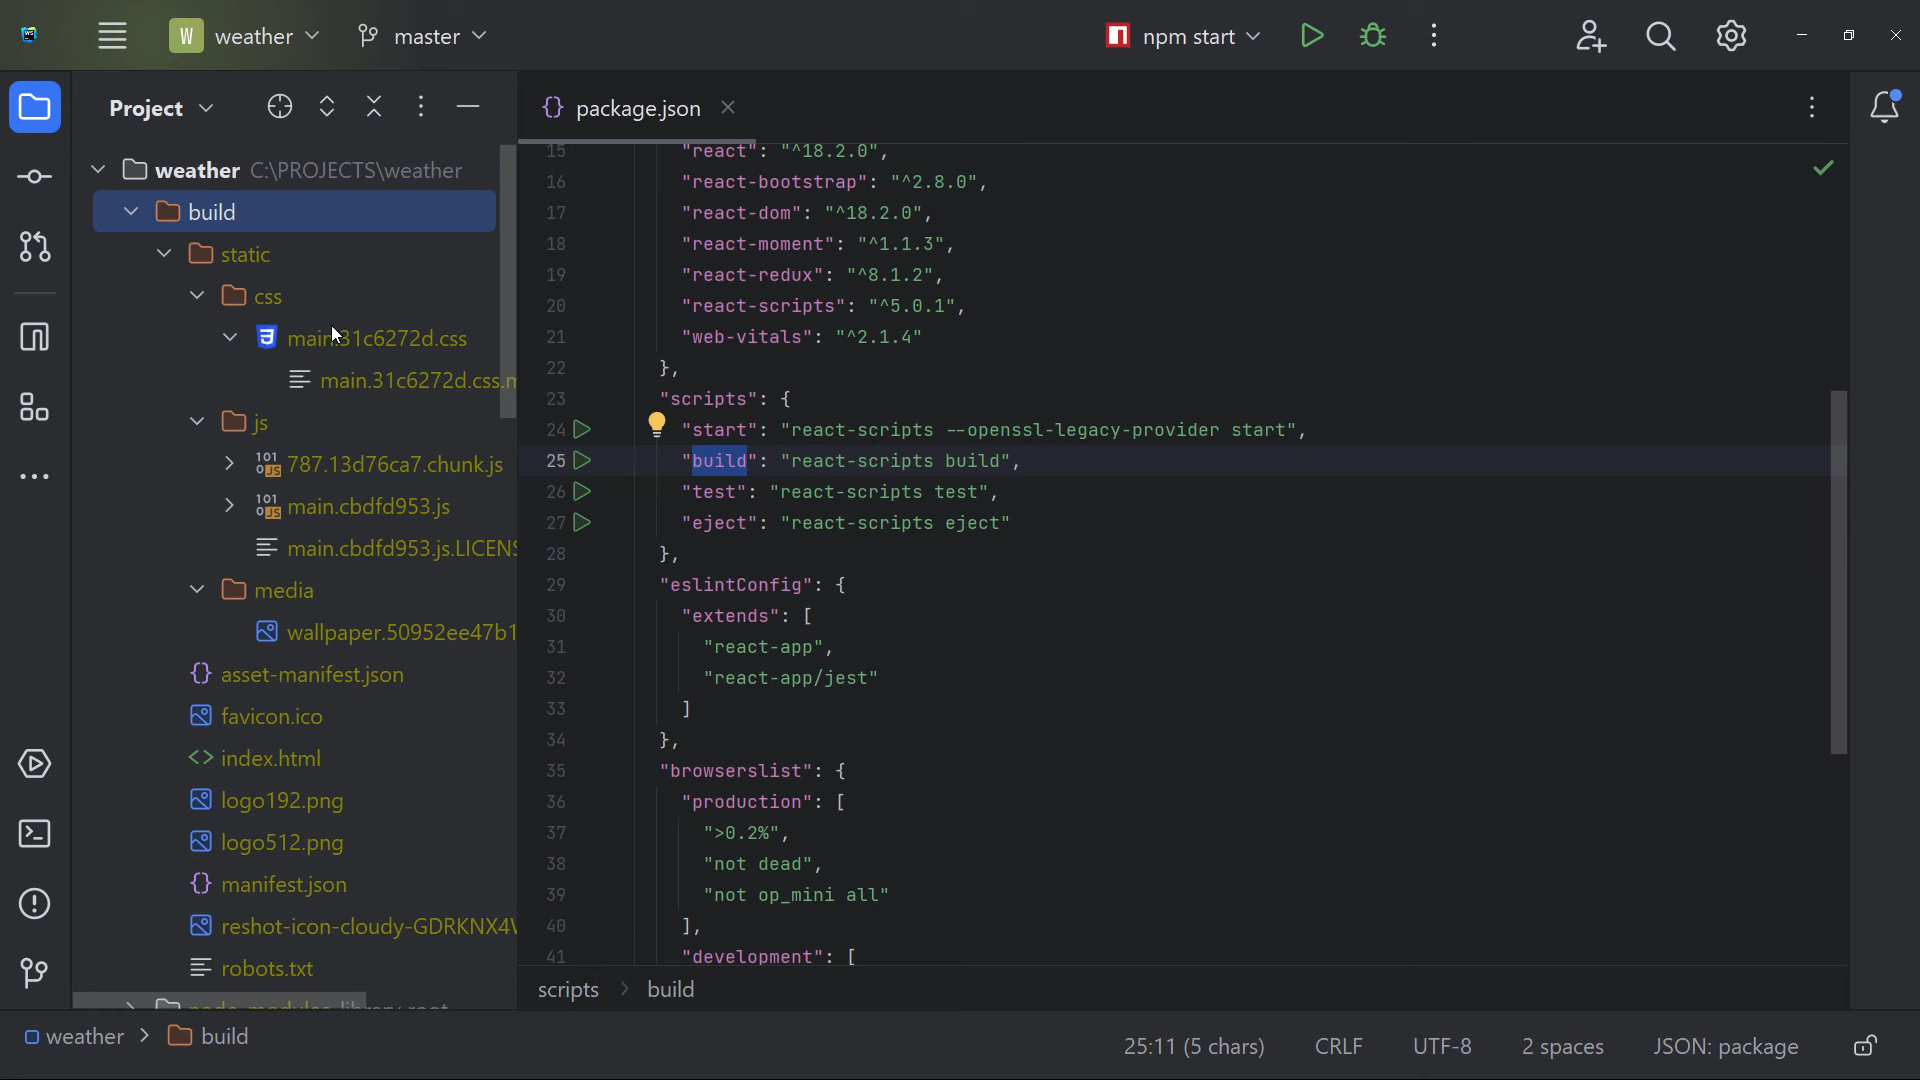 WS
W weather
master
npm start
Project
package.json
weather C:\PROJECTS\weather
build
static
css
main.31c6272d.css
main.31c6272d.css.m
js
787.13d76ca7.chunk.js
main.cbdfd953.js
main.cbdfd953.js.LICENS
media
wallpaper.50952ee47b1
asset-manifest.json
favicon.ico
index.html
logo192.png
logo512.png
manifest.json
reshot-icon-cloudy-GDRKNX4V
robots.txt
node_modules library root
15 "react": "^18.2.0",
16 "react-bootstrap": "^2.8.0",
17 "react-dom": "^18.2.0",
18 "react-moment": "^1.1.3",
19 "react-redux": "^8.1.2",
20 "react-scripts": "^5.0.1",
21 "web-vitals": "^2.1.4"
22 },
23 "scripts": {
24 "start": "react-scripts --openssl-legacy-provider start",
25 "build": "react-scripts build",
26 "test": "react-scripts test",
27 "eject": "react-scripts eject"
28 },
29 "eslintConfig": {
30 "extends": [
31 "react-app",
32 "react-app/jest"
33 ]
34 },
35 "browserslist": {
36 "production": [
37 ">0.2%",
38 "not dead",
39 "not op_mini all"
40 ],
41 "development": [
scripts > build
weather > build
25:11 (5 chars)
CRLF
UTF-8
2 spaces
JSON: package